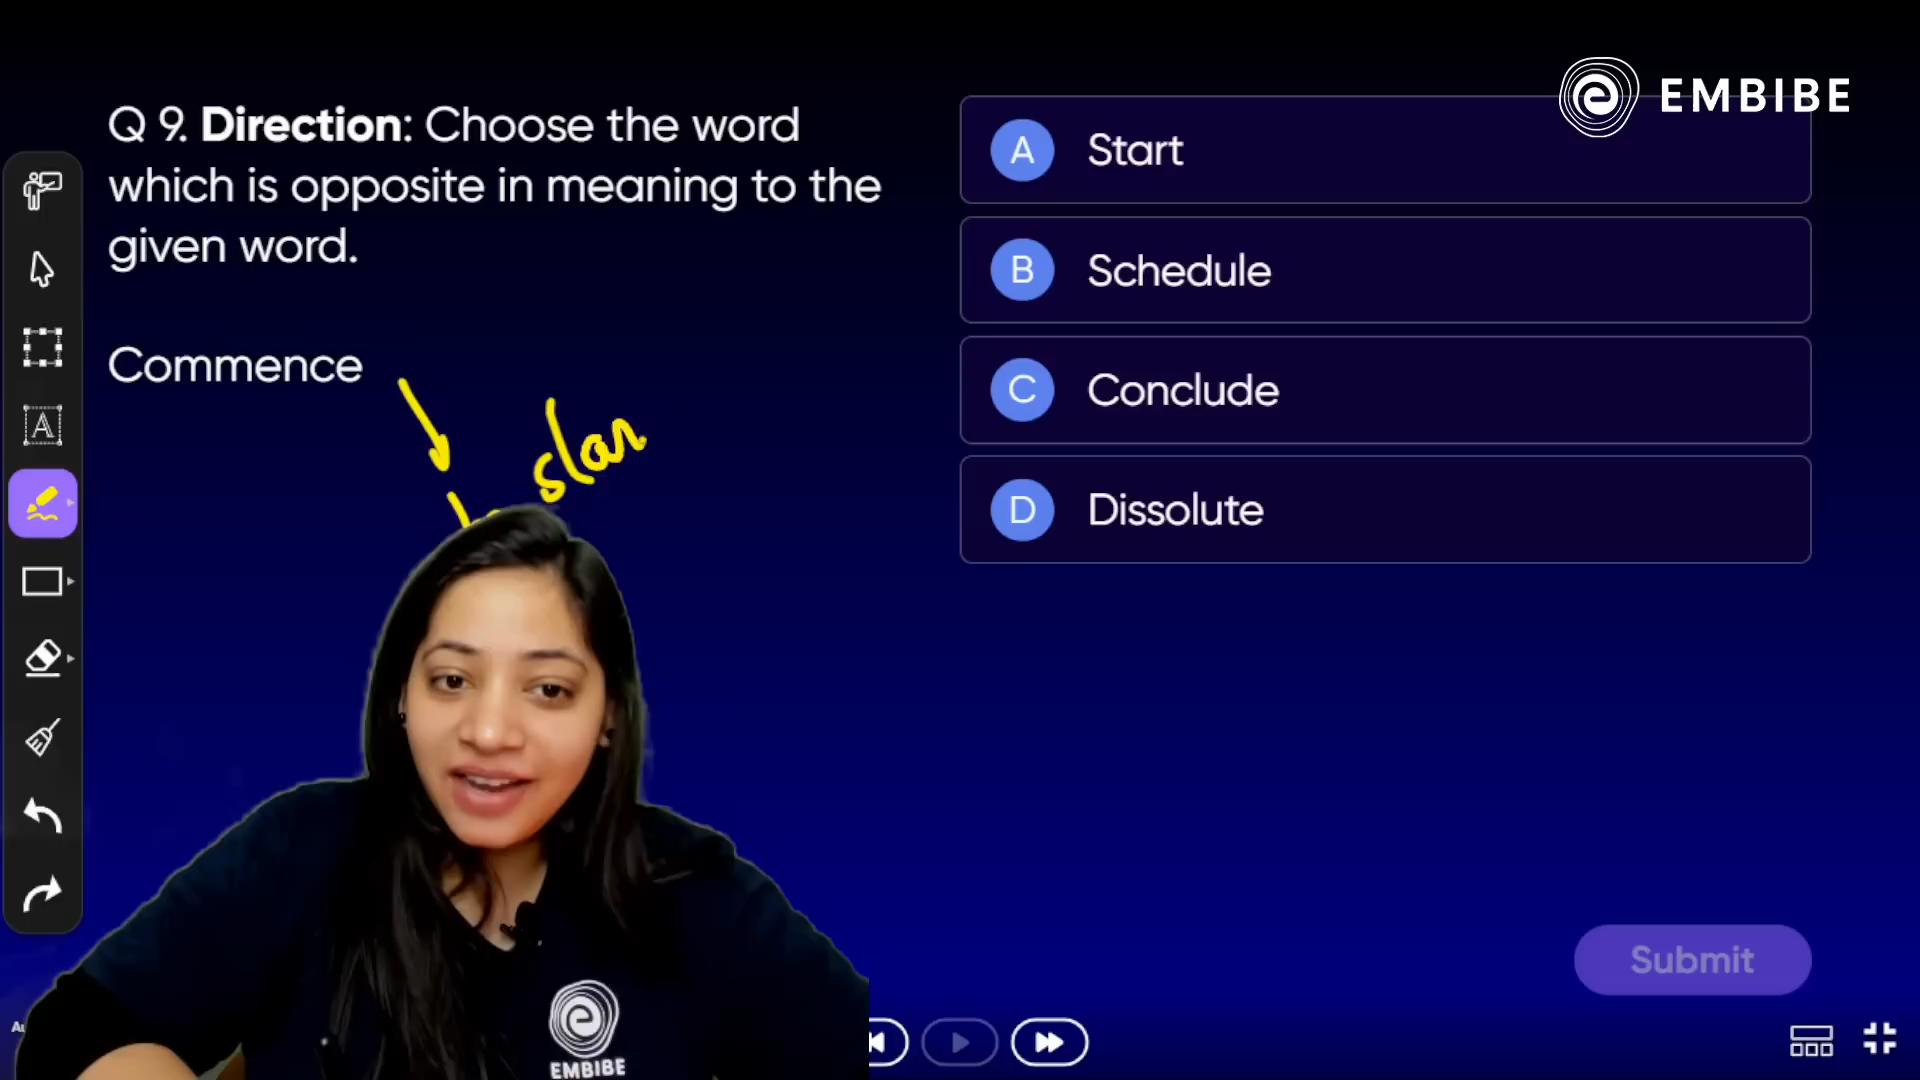 EMBIBE
Q 9. Direction: Choose the word
which is opposite in meaning to the
given word.
Commence
A Start
B Schedule
C Conclude
D Dissolute
Submit
EMBIBE